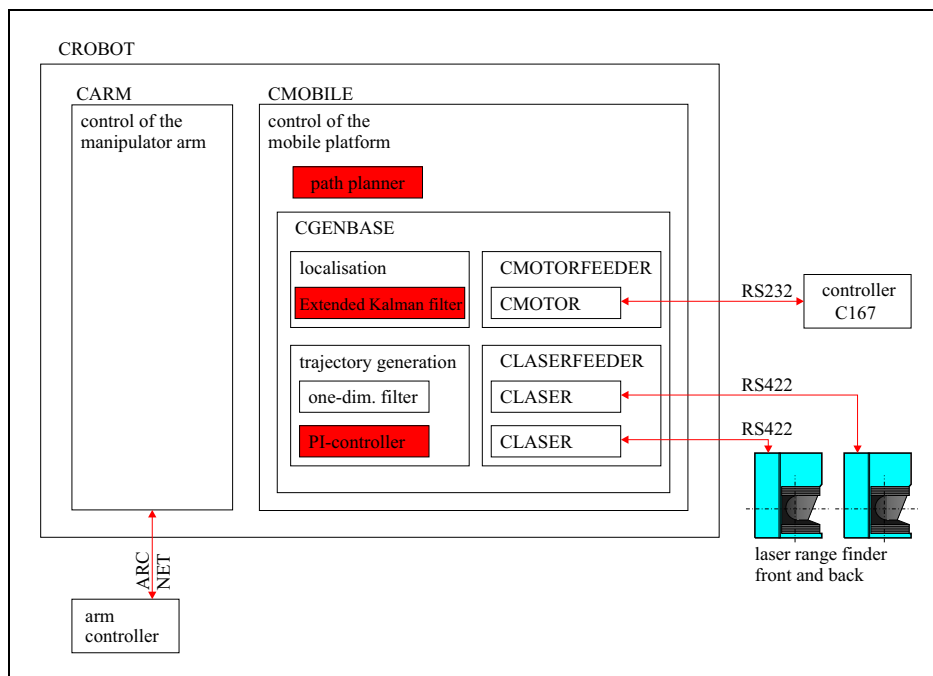 CROBOT
CARM
control of the
manipulator arm
CMOBILE
control of the
mobile platform
path planner
CGENBASE
localisation
Extended Kalman filter
CMOTORFEEDER
CMOTOR
RS232
controller
C167
trajectory generation
one-dim. filter
PI-controller
CLASERFEEDER
CLASER
CLASER
RS422
RS422
laser range finder
front and back
ARC
NET
arm
controller